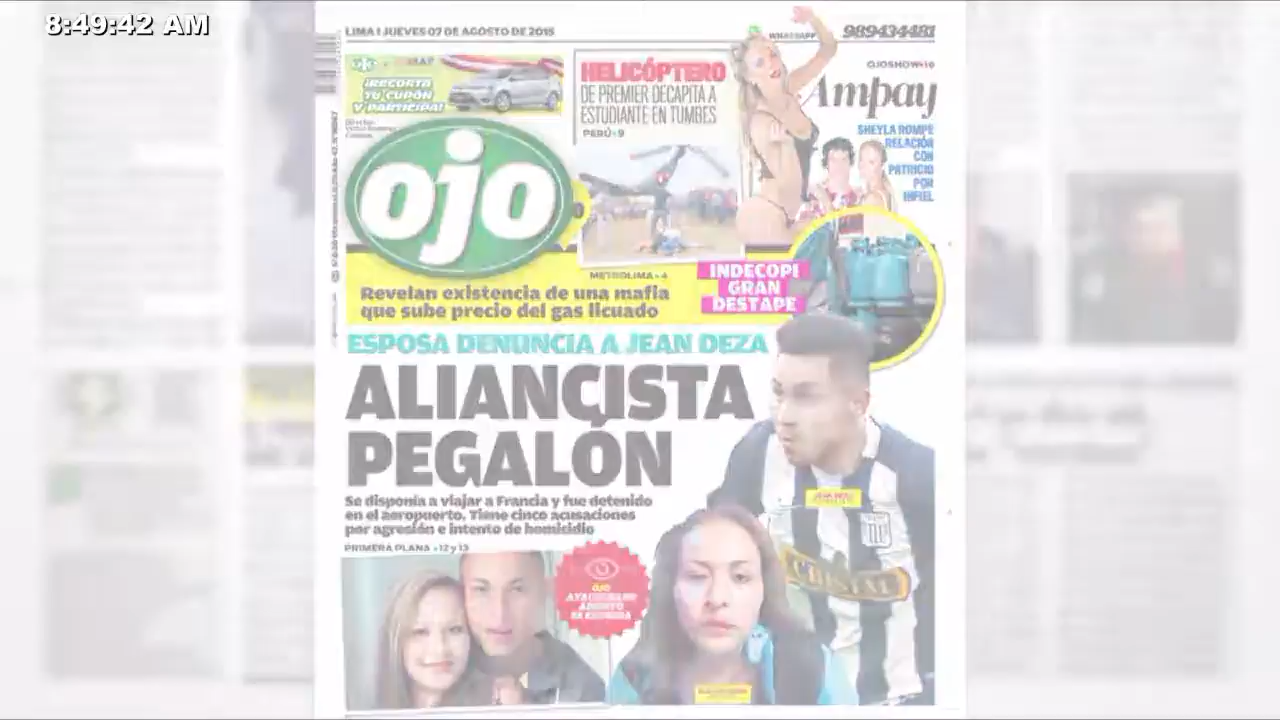 8:49:42 AM
LIMA | JUEVES 07 DE AGOSTO DE 2015
WHATSAPP 989434481
¡RECORTA
TU CUPÓN
Y PARTICIPA!
HELICÓPTERO
DE PREMIER DECAPITA A
ESTUDIANTE EN TUMBES
PERÚ • 9
OJOSHOW • 10
Ampay
SHEYLA ROMPE
RELACIÓN
CON
PATRICIO
POR
INFIEL
ojo
METROLIMA • 4
Revelan existencia de una mafia
que sube precio del gas licuado
INDECOPI
GRAN
DESTAPE
ESPOSA DENUNCIA A JEAN DEZA
ALIANCISTA
PEGALÓN
Se disponía a viajar a Francia y fue detenido
en el aeropuerto. Tiene cinco acusaciones
por agresión e intento de homicidio
PRIMERA PLANA • 12 y 13
OJO